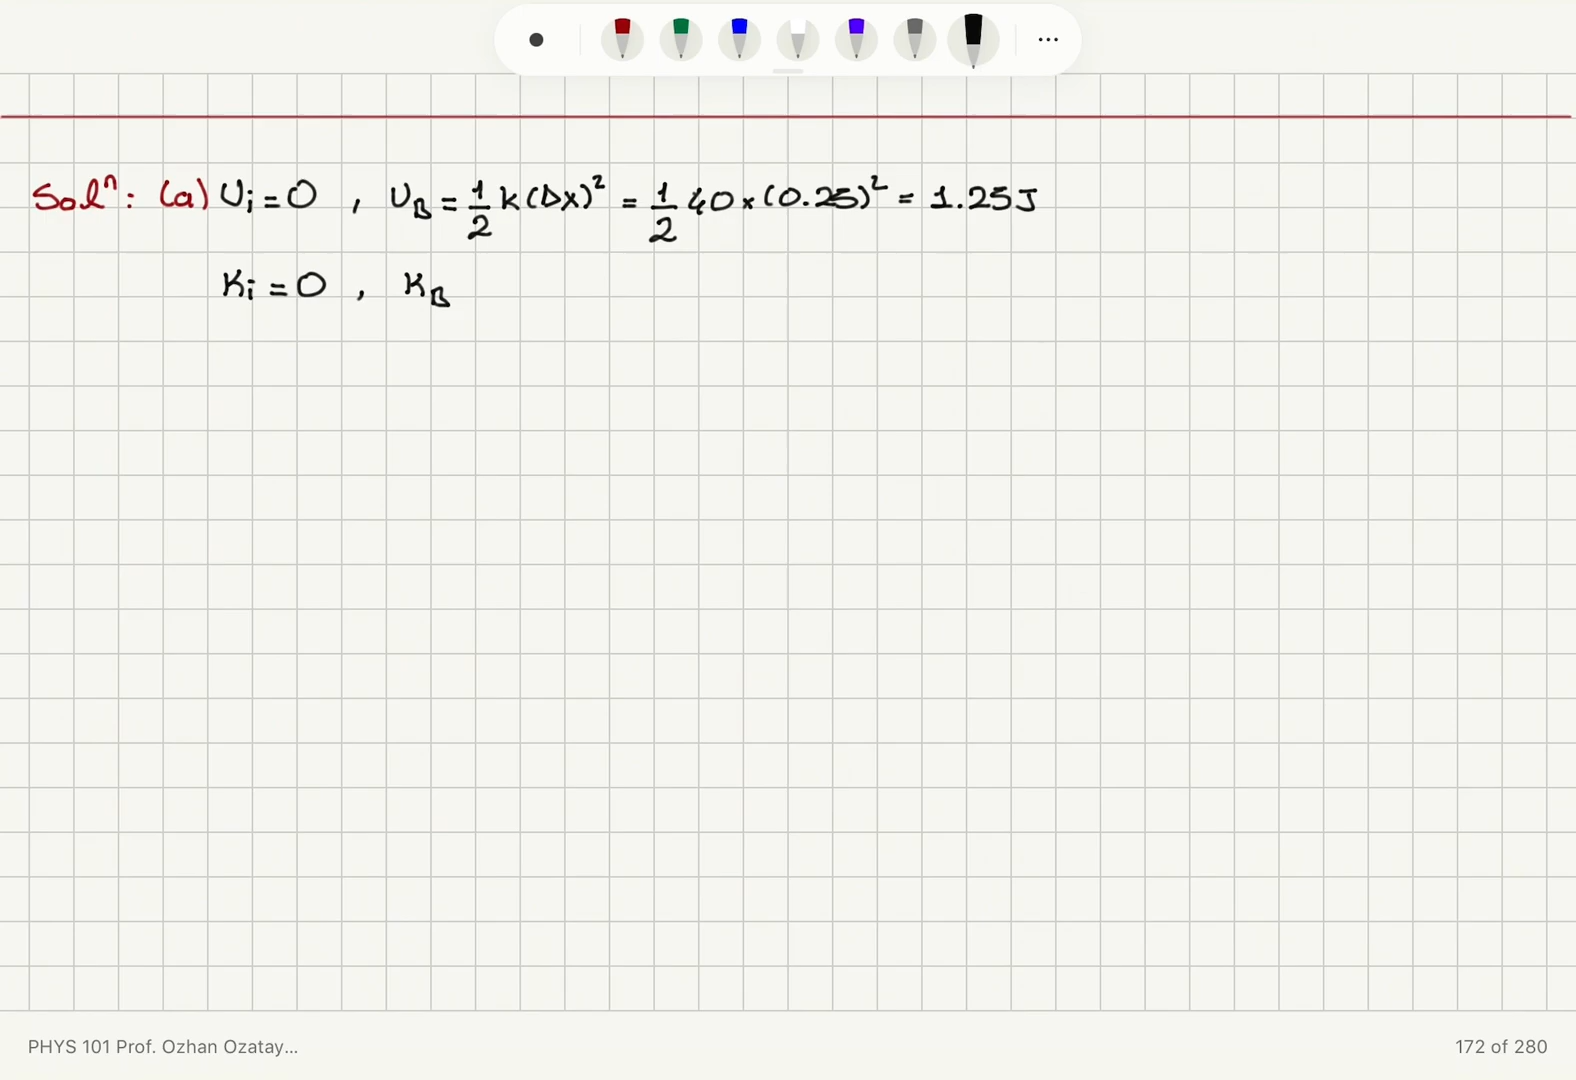 Solⁿ: (a) Uᵢ = 0 , U_B = 1/2 k(Δx)² = 1/2 40 × (0.25)² = 1.25 J
Kᵢ = 0 , K_B
PHYS 101 Prof. Ozhan Ozatay...
172 of 280